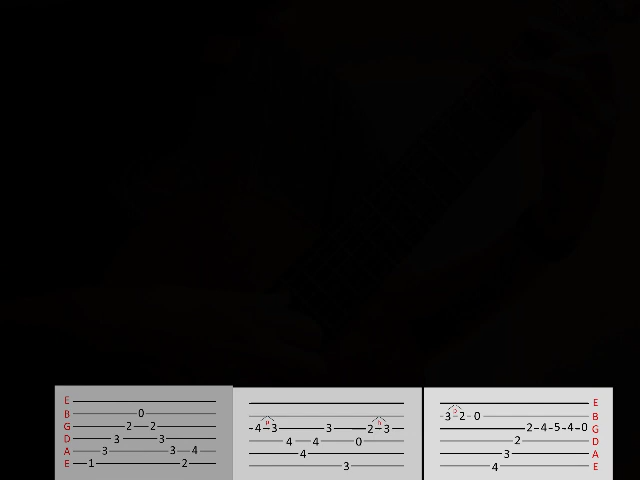 E
B 0
G 2 2
D 3 3
A 3 3 4
E 1 2
4 3 3 2 3
4 4 0
4
3
E
3 2 0 B
2-4-5-4-0 G
2 D
3 A
4 E